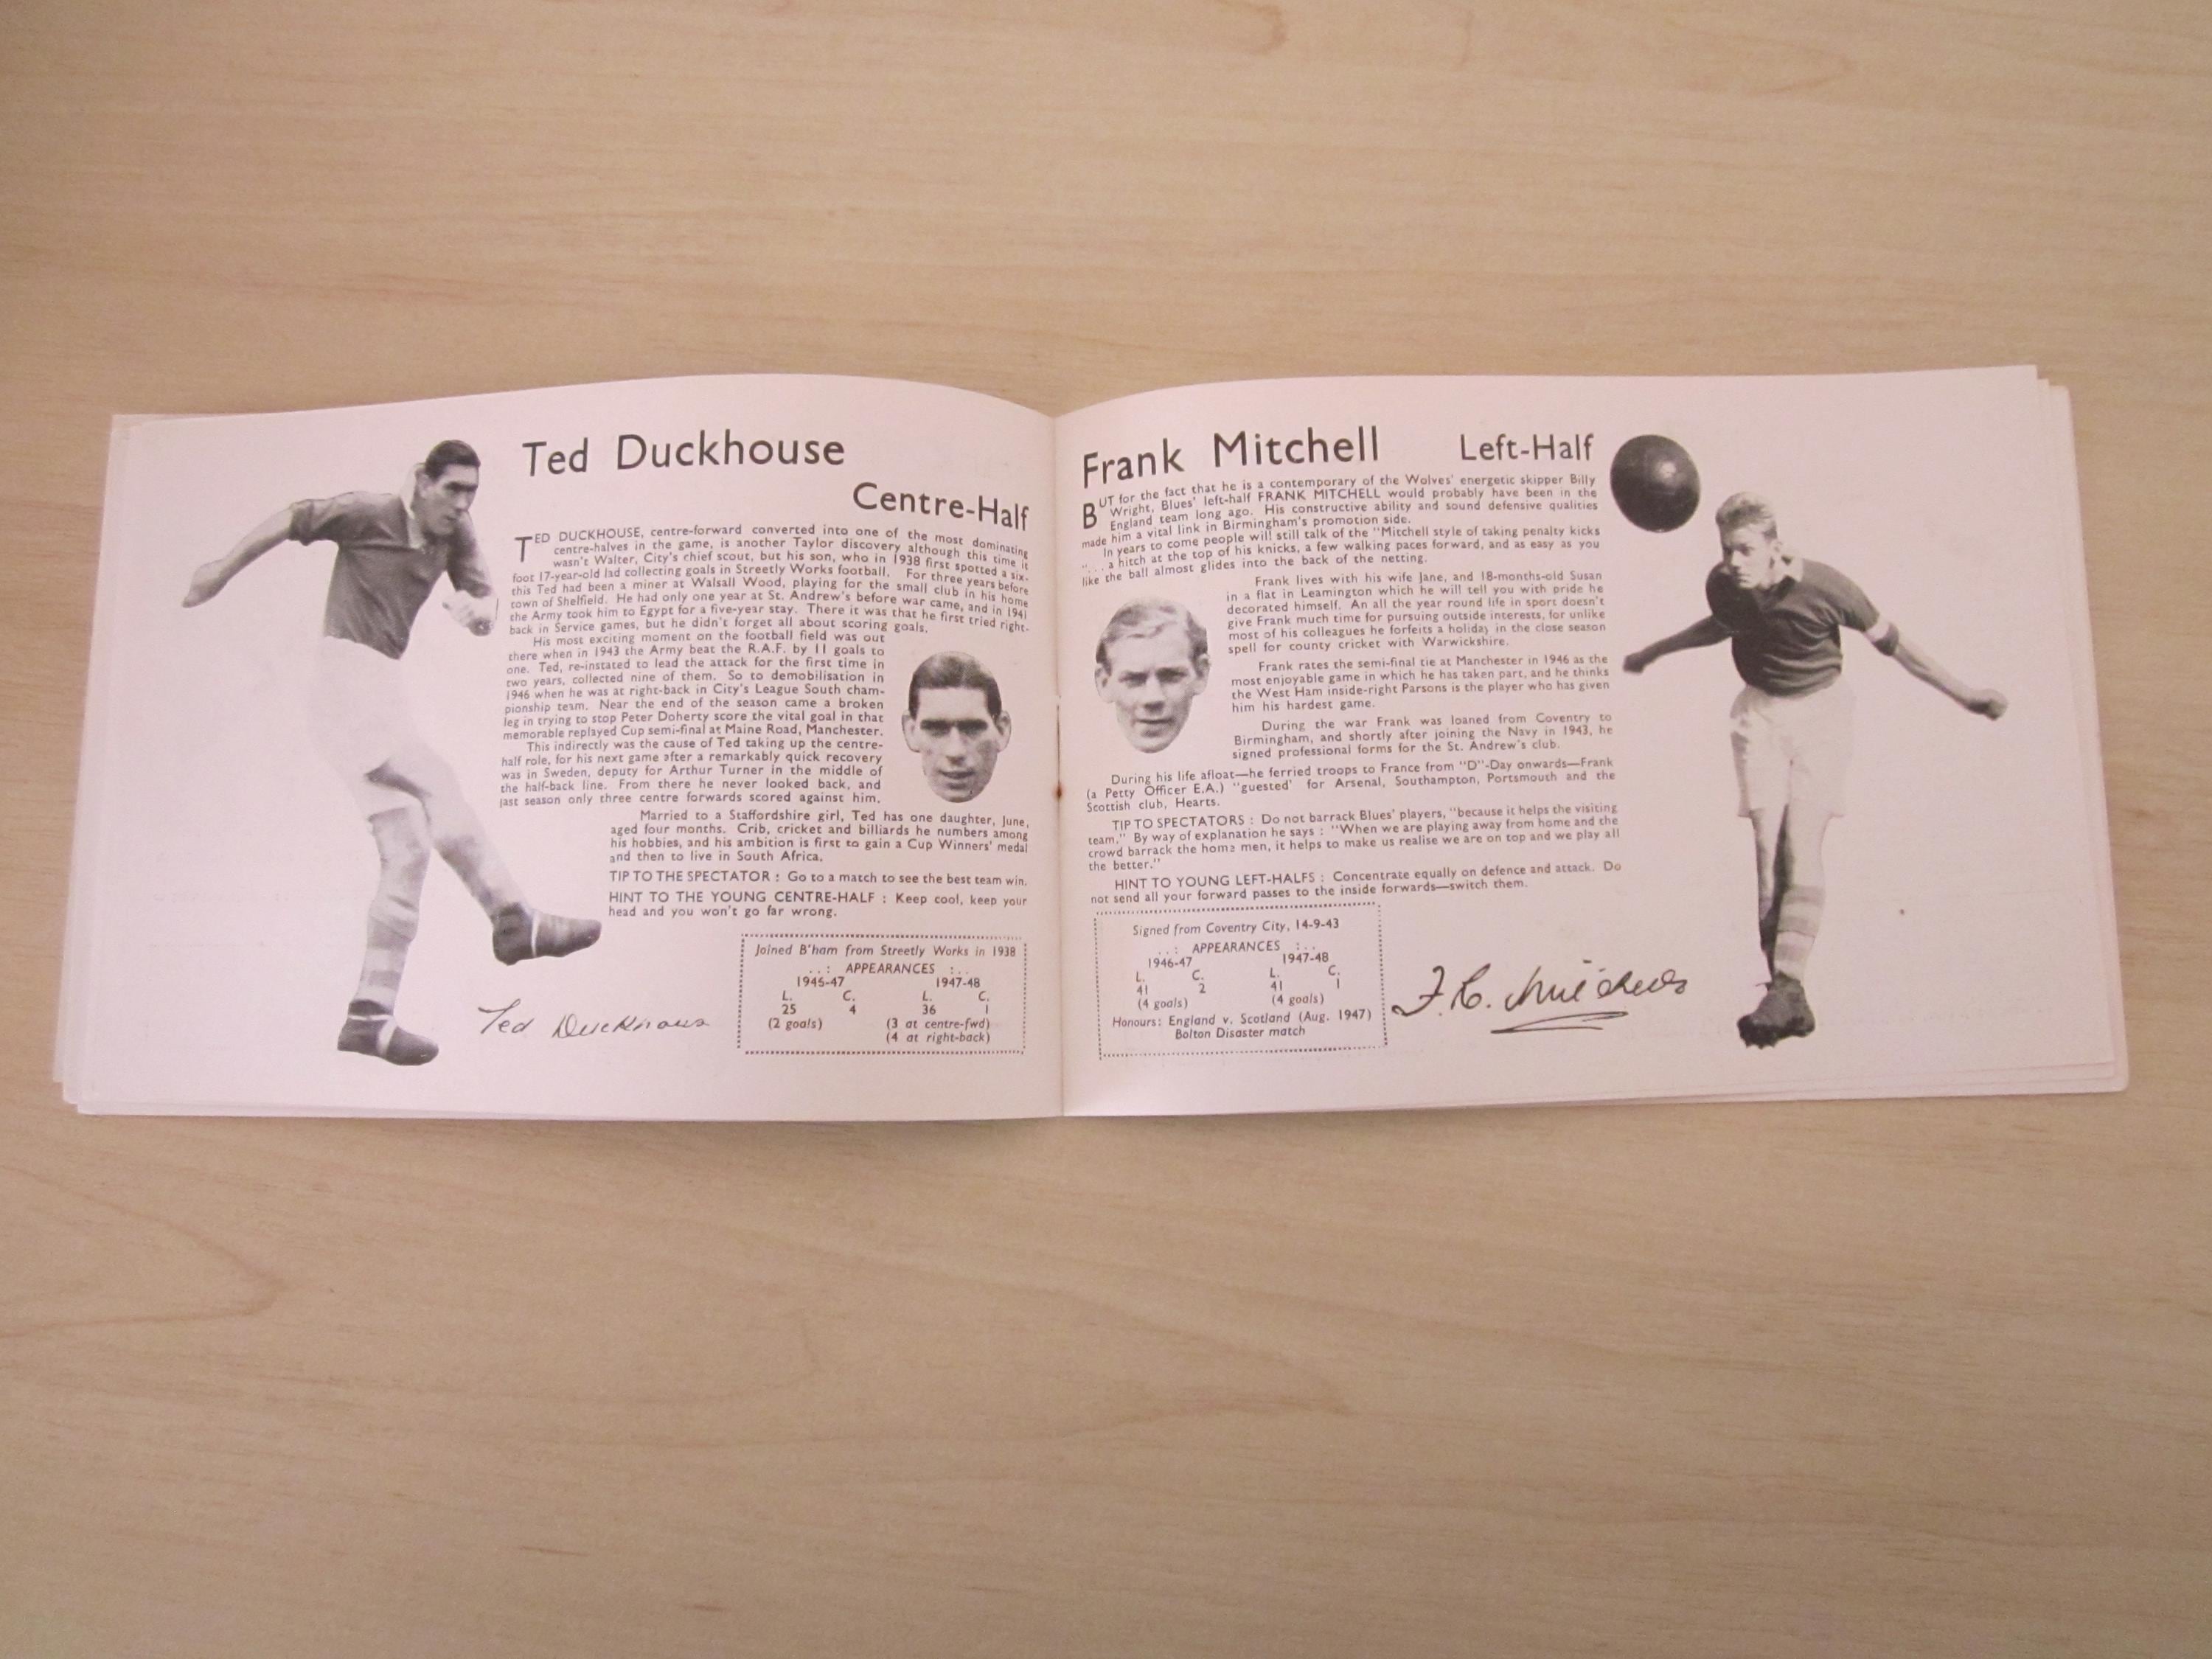 Ted Duckhouse
Centre-Half
TED DUCKHOUSE, centre-forward converted into one of the most dominating
centre-halves in the game, is another Taylor discovery although this time it
wasn't Walter, City's chief scout, but his son, who in 1938 first spotted a six-
foot 17-year-old lad collecting goals in Streetly Works football. For three years before
this Ted had been a miner at Walsall Wood, playing for the small club in his home
town of Shelfield. He had only one year at St. Andrew's before war came, and in 1941
the Army took him to Egypt for a five-year stay. There it was that he first tried right-
back in Service games, but he didn't forget all about scoring goals.
His most exciting moment on the football field was out
there when in 1943 the Army beat the R.A.F. by 11 goals to
one. Ted, re-instated to lead the attack for the first time in
two years, collected nine of them. So to demobilisation in
1946 when he was at right-back in City's League South cham-
pionship team. Near the end of the season came a broken
leg in trying to stop Peter Doherty score the vital goal in that
memorable replayed Cup semi-final at Maine Road, Manchester.
This indirectly was the cause of Ted taking up the centre-
half role, for his next game after a remarkably quick recovery
was in Sweden, deputy for Arthur Turner in the middle of
the half-back line. From there he never looked back, and
last season only three centre forwards scored against him.
Married to a Staffordshire girl, Ted has one daughter, June,
aged four months. Crib, cricket and billiards he numbers among
his hobbies, and his ambition is first to gain a Cup Winners' medal
and then to live in South Africa.
TIP TO THE SPECTATOR : Go to a match to see the best team win.
HINT TO THE YOUNG CENTRE-HALF : Keep cool, keep your
head and you won't go far wrong.
Joined B'ham from Streetly Works in 1938
..: APPEARANCES :..
1946-47 1947-48
L. C. L. C.
25 4 36 1
(2 goals) (3 at centre-fwd)
(4 at right-back)
Ted Duckhouse
Frank Mitchell Left-Half
BUT for the fact that he is a contemporary of the Wolves' energetic skipper Billy
Wright, Blues' left-half FRANK MITCHELL would probably have been in the
England team long ago. His constructive ability and sound defensive qualities
made him a vital link in Birmingham's promotion side.
In years to come people will still talk of the "Mitchell style of taking penalty kicks
"... a hitch at the top of his knicks, a few walking paces forward, and as easy as you
like the ball almost glides into the back of the netting.
Frank lives with his wife Jane, and 18-months-old Susan
in a flat in Leamington which he will tell you with pride he
decorated himself. An all the year round life in sport doesn't
give Frank much time for pursuing outside interests, for unlike
most of his colleagues he forfeits a holiday in the close season
spell for county cricket with Warwickshire.
Frank rates the semi-final tie at Manchester in 1946 as the
most enjoyable game in which he has taken part, and he thinks
the West Ham inside-right Parsons is the player who has given
him his hardest game.
During the war Frank was loaned from Coventry to
Birmingham, and shortly after joining the Navy in 1943, he
signed professional forms for the St. Andrew's club.
During his life afloat—he ferried troops to France from "D"-Day onwards—Frank
(a Petty Officer E.A.) "guested' for Arsenal, Southampton, Portsmouth and the
Scottish club, Hearts.
TIP TO SPECTATORS : Do not barrack Blues' players, "because it helps the visiting
team." By way of explanation he says : "When we are playing away from home and the
crowd barrack the home men, it helps to make us realise we are on top and we play all
the better."
HINT TO YOUNG LEFT-HALFS : Concentrate equally on defence and attack. Do
not send all your forward passes to the inside forwards—switch them.
Signed from Coventry City, 14-9-43
..: APPEARANCES :..
1946-47 1947-48
L. C. L. C.
41 2 41 1
(4 goals) (4 goals)
Honours: England v. Scotland (Aug. 1947)
Bolton Disaster match
F. R. Mitchell